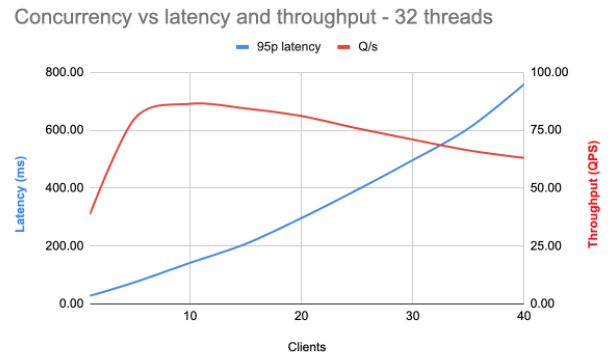 Concurrency vs latency and throughput - 32 threads
95p latency Q/s
800.00 100.00
600.00 75.00
400.00 50.00
200.00 25.00
0.00 0.00
Latency (ms)
Throughput (QPS)
10 20 30 40
Clients